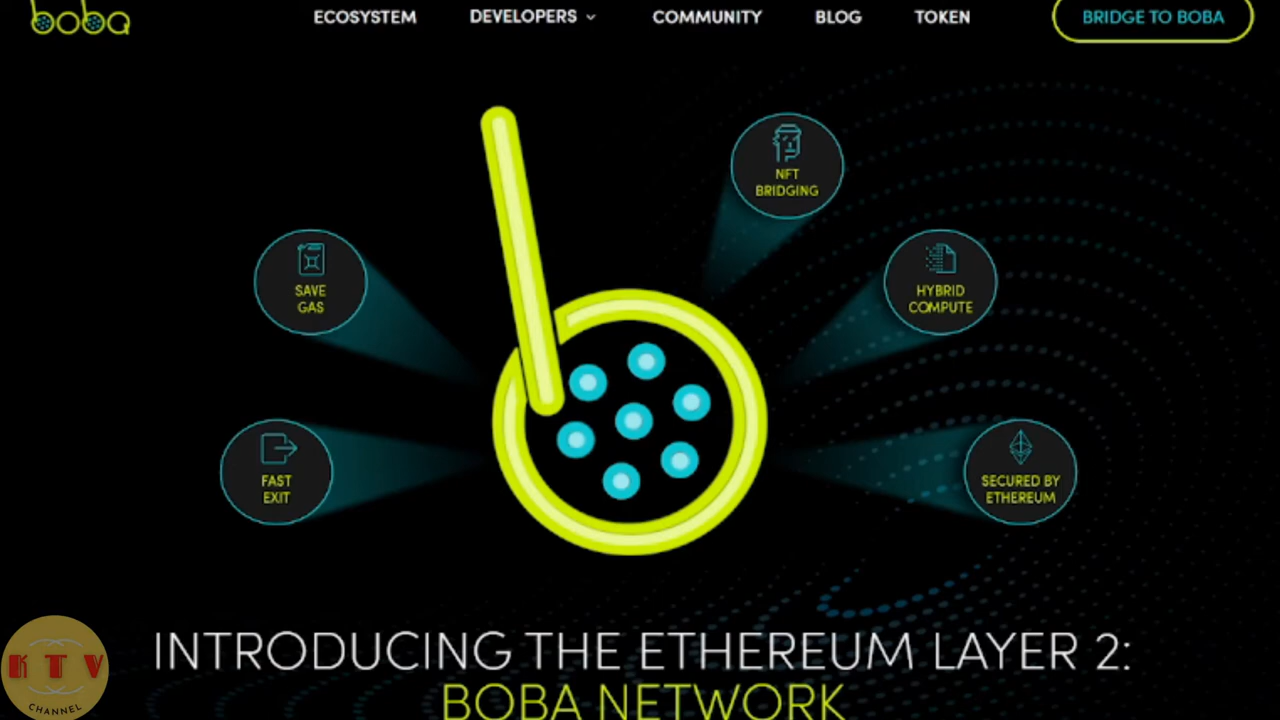 boba
ECOSYSTEM DEVELOPERS COMMUNITY BLOG TOKEN BRIDGE TO BOBA
NFT
BRIDGING
SAVE
GAS
HYBRID
COMPUTE
FAST
EXIT
SECURED BY
ETHEREUM
INTRODUCING THE ETHEREUM LAYER 2:
BOBA NETWORK
KTV
CHANNEL